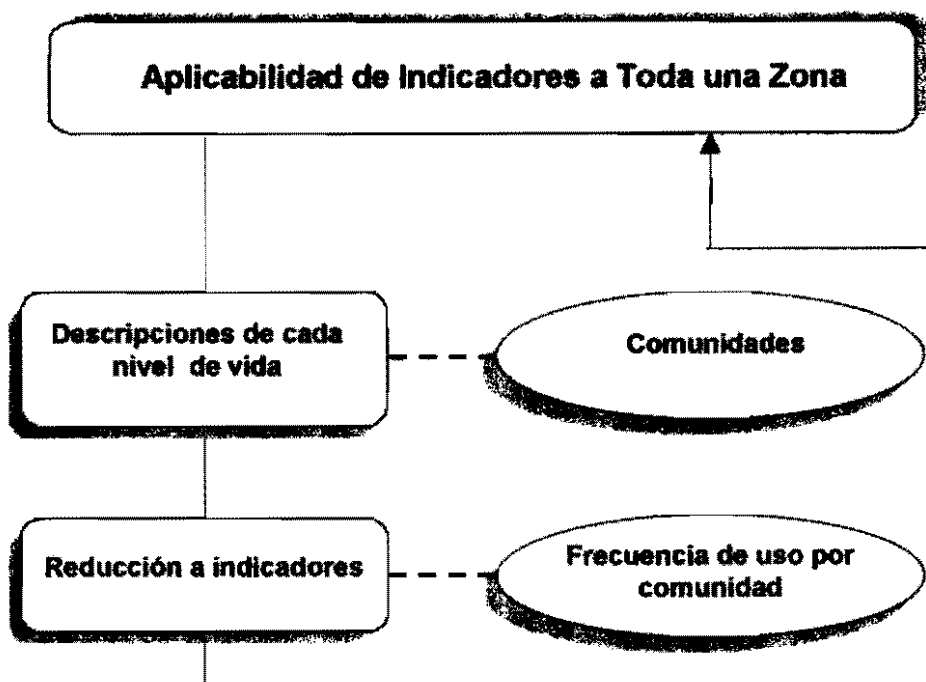 Aplicabilidad de Indicadores a Toda una Zona
Descripciones de cada
nivel de vida
Comunidades
Reducción a indicadores
Frecuencia de uso por
comunidad